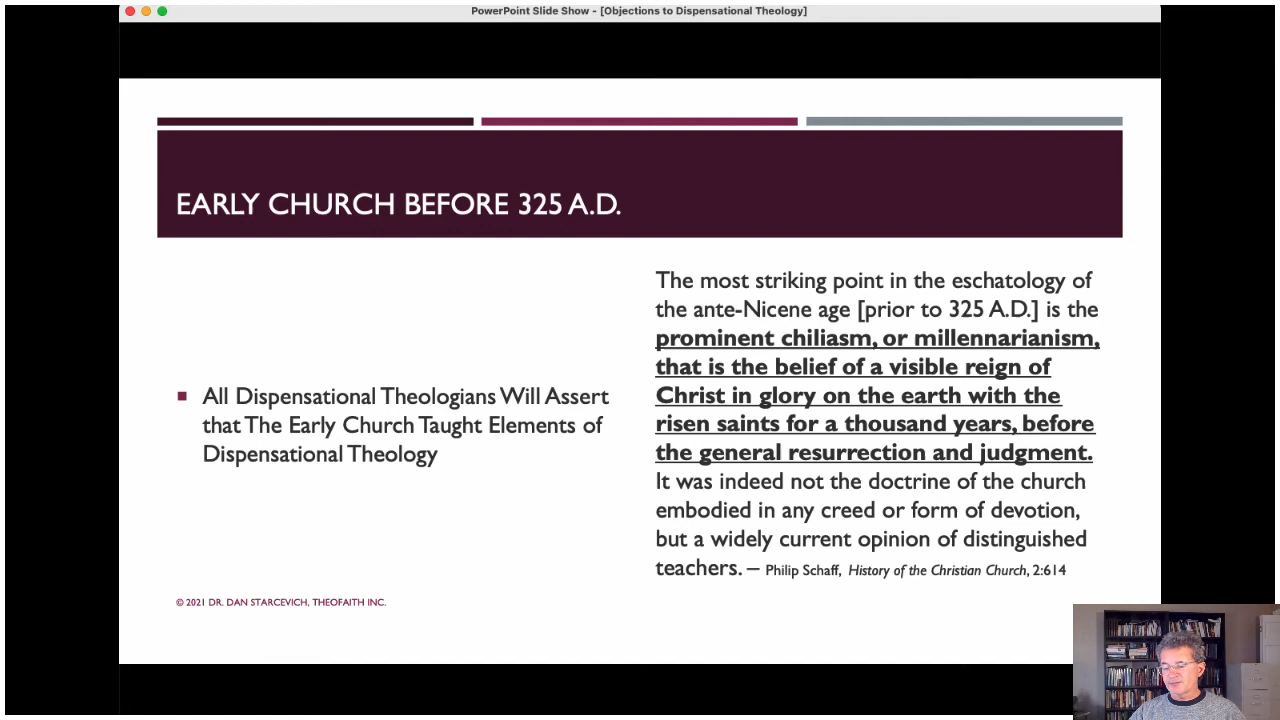 PowerPoint Slide Show - [Objections to Dispensational Theology]
EARLY CHURCH BEFORE 325 A.D.
■ All Dispensational Theologians Will Assert
that The Early Church Taught Elements of
Dispensational Theology
The most striking point in the eschatology of
the ante-Nicene age [prior to 325 A.D.] is the
prominent chiliasm, or millennarianism,
that is the belief of a visible reign of
Christ in glory on the earth with the
risen saints for a thousand years, before
the general resurrection and judgment.
It was indeed not the doctrine of the church
embodied in any creed or form of devotion,
but a widely current opinion of distinguished
teachers. – Philip Schaff, History of the Christian Church, 2:614
© 2021 DR. DAN STARCEVICH, THEOFAITH INC.